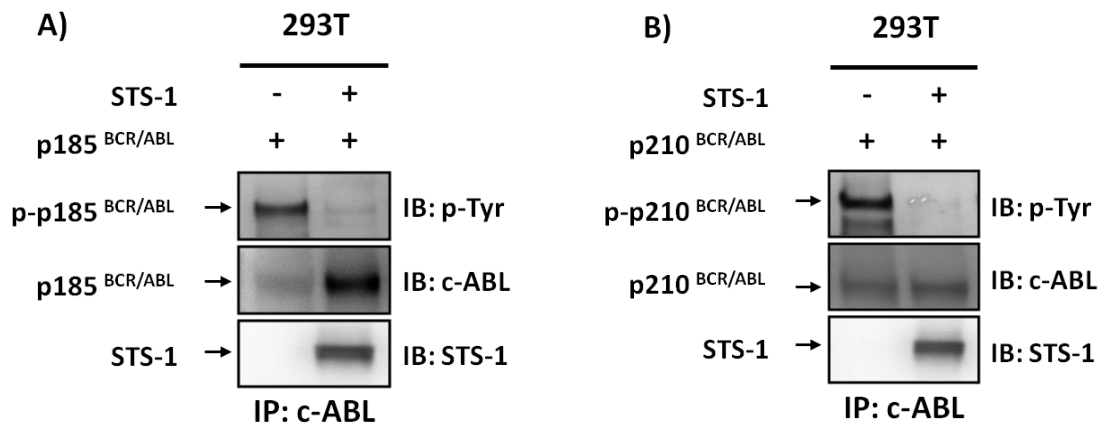 A)
293T
STS-1 - +
p185 BCR/ABL + +
p-p185 BCR/ABL IB: p-Tyr
p185 BCR/ABL IB: c-ABL
STS-1 IB: STS-1
IP: c-ABL
B)
293T
STS-1 - +
p210 BCR/ABL + +
p-p210 BCR/ABL IB: p-Tyr
p210 BCR/ABL IB: c-ABL
STS-1 IB: STS-1
IP: c-ABL